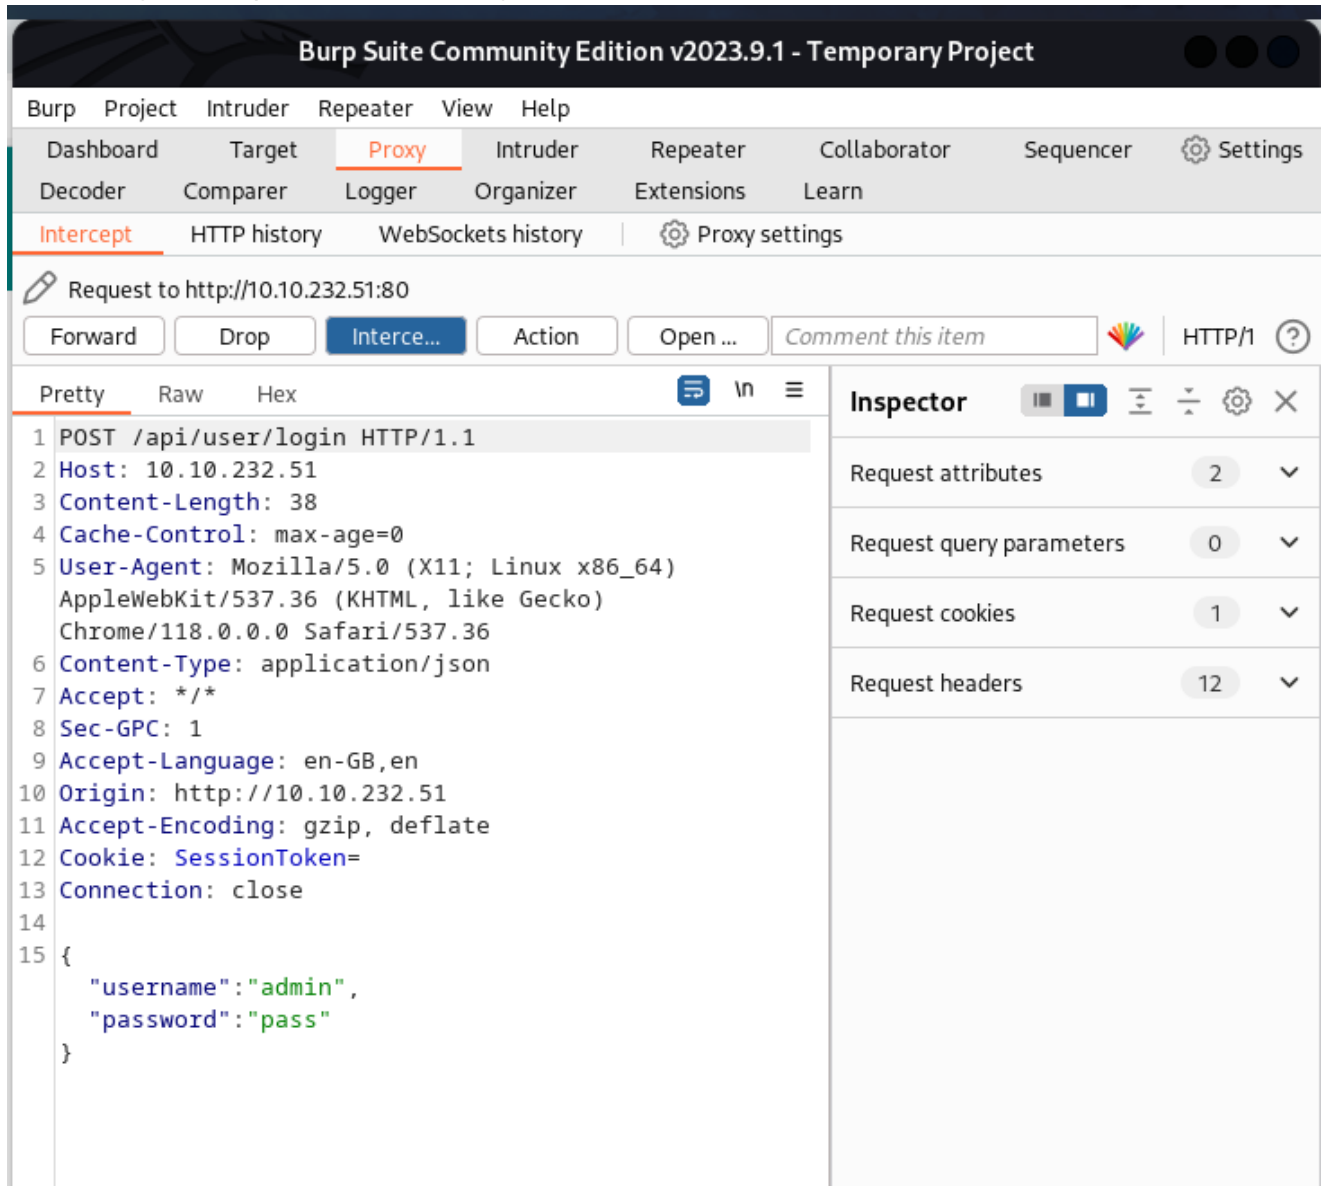 Burp Suite Community Edition v2023.9.1 - Temporary Project
Burp Project Intruder Repeater View Help
Dashboard Target Proxy Intruder Repeater Collaborator Sequencer Settings
Decoder Comparer Logger Organizer Extensions Learn
Intercept HTTP history WebSockets history Proxy settings
Request to http://10.10.232.51:80
Forward Drop Interce... Action Open ... Comment this item HTTP/1 ?
Pretty Raw Hex \n
Inspector
1 POST /api/user/login HTTP/1.1
2 Host: 10.10.232.51
3 Content-Length: 38
4 Cache-Control: max-age=0
5 User-Agent: Mozilla/5.0 (X11; Linux x86_64)
AppleWebKit/537.36 (KHTML, like Gecko)
Chrome/118.0.0.0 Safari/537.36
6 Content-Type: application/json
7 Accept: */*
8 Sec-GPC: 1
9 Accept-Language: en-GB,en
10 Origin: http://10.10.232.51
11 Accept-Encoding: gzip, deflate
12 Cookie: SessionToken=
13 Connection: close
14
15 {
"username":"admin",
"password":"pass"
}
Request attributes 2
Request query parameters 0
Request cookies 1
Request headers 12